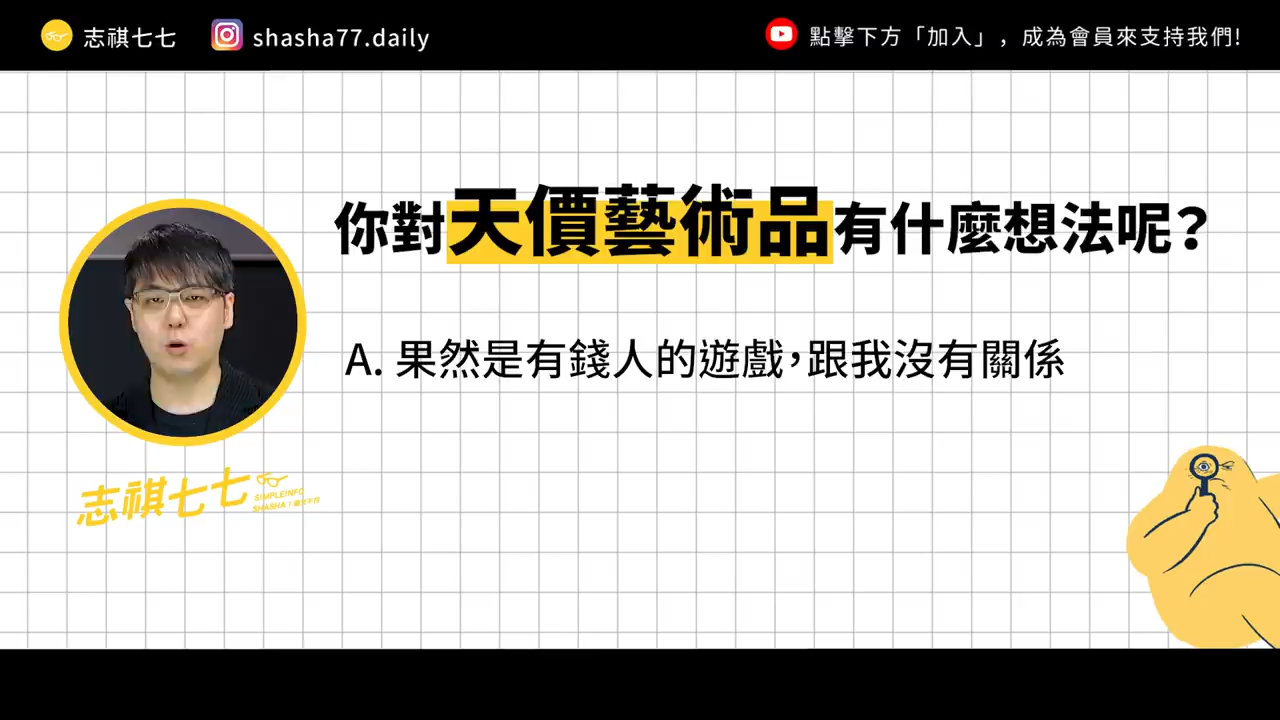 志祺七七
shasha77.daily
點擊下方「加入」，成為會員來支持我們!
你對天價藝術品有什麼想法呢？
A. 果然是有錢人的遊戲，跟我沒有關係
志祺七七
SIMPLEINFO